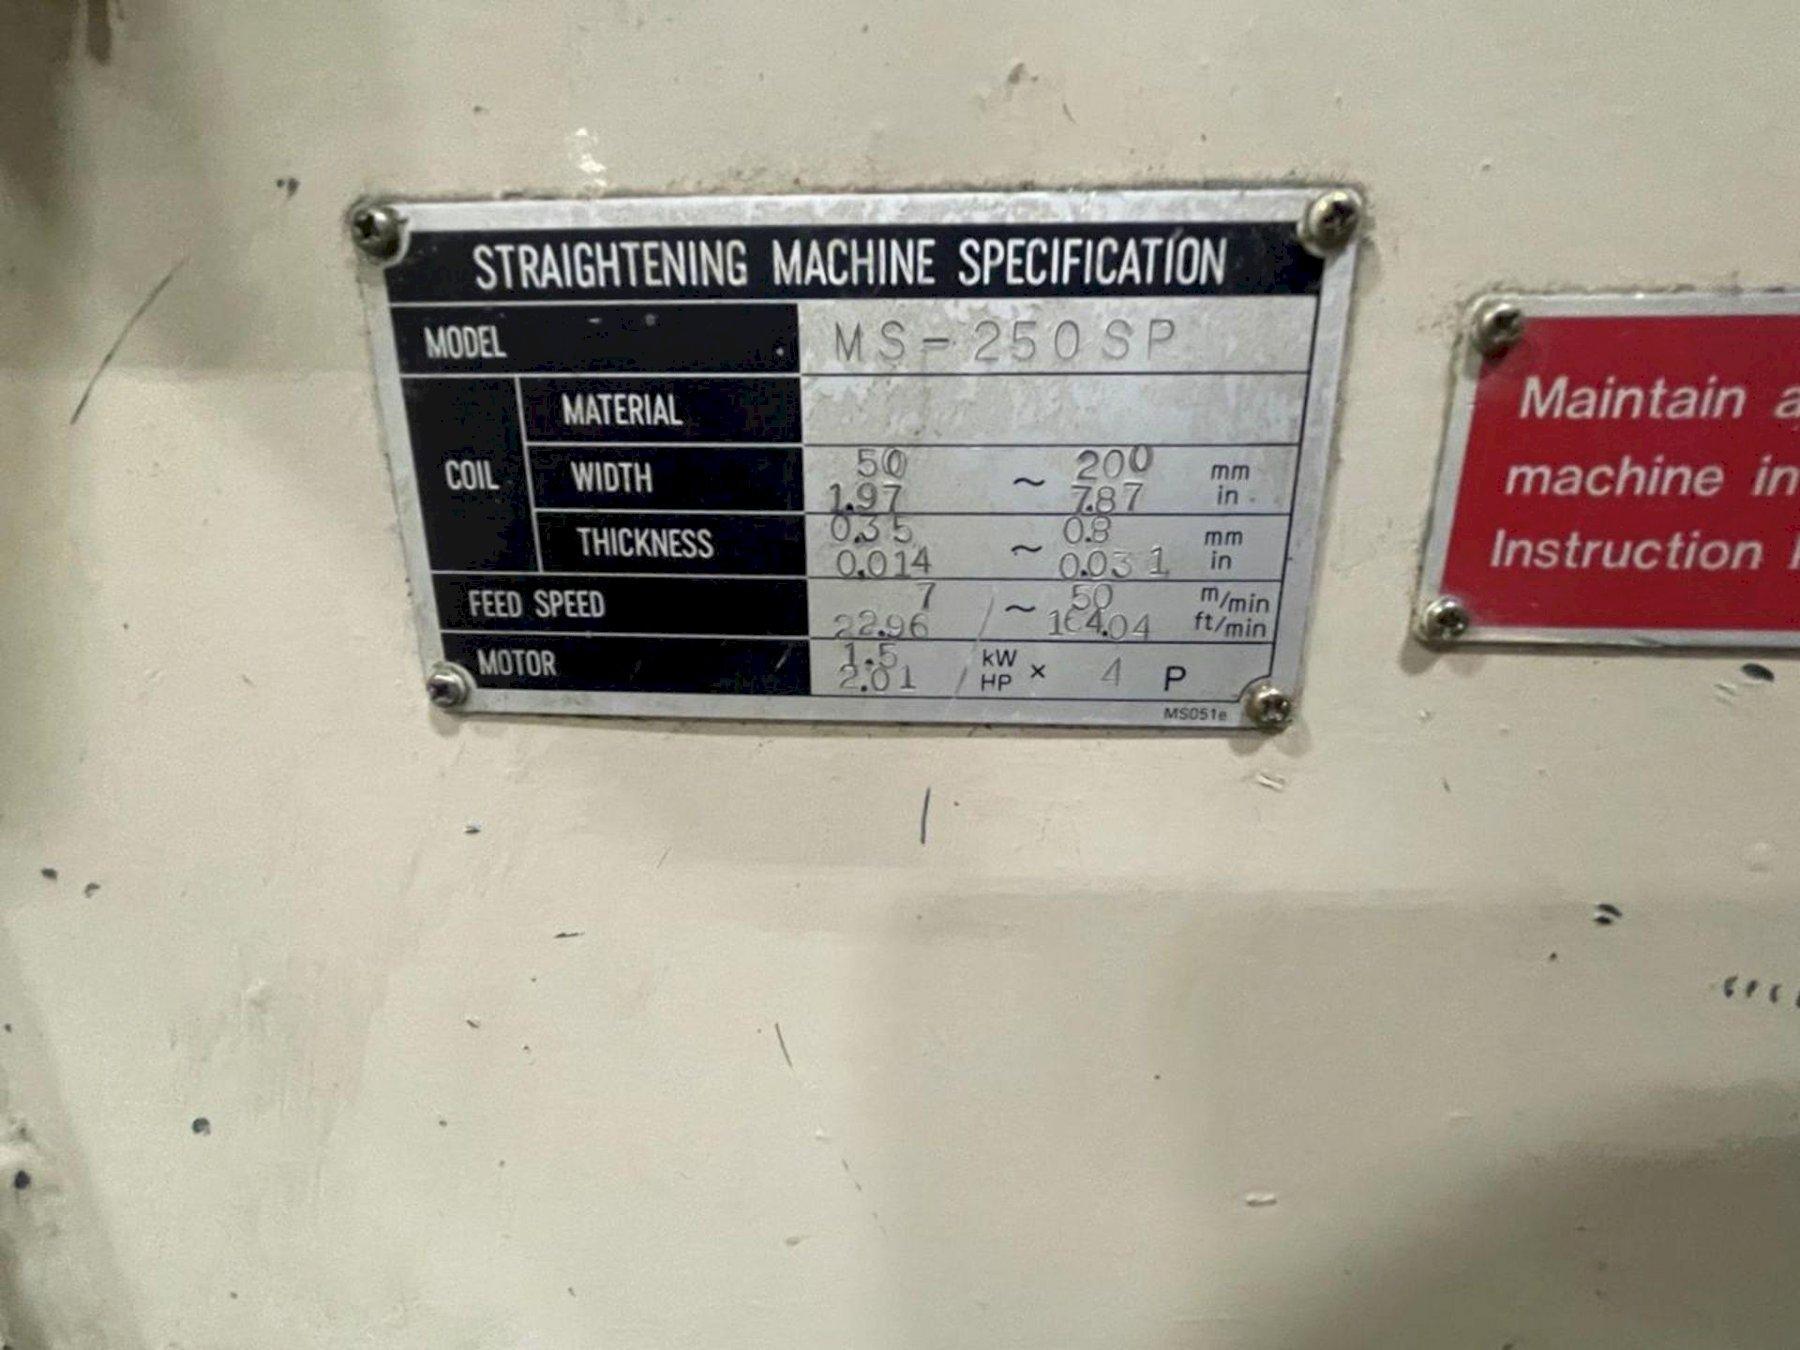 STRAIGHTENING MACHINE SPECIFICATION
MODEL MS-250SP
COIL
MATERIAL
WIDTH 50 ~ 200 mm
1.97 7.87 in
THICKNESS 0.35 ~ 0.8 mm
0.014 0.031 in
FEED SPEED 7 ~ 50 m/min
22.96 164.04 ft/min
MOTOR 1.5 kW × 4 P
2.01 HP
MS051e
Maintain
machine in
Instruction